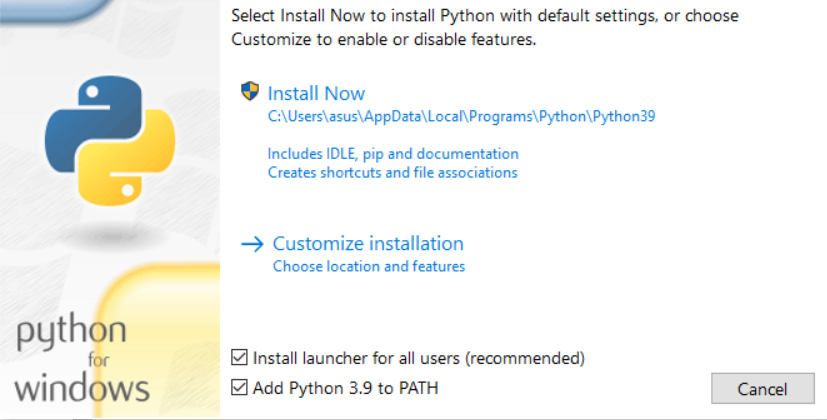 Select Install Now to install Python with default settings, or choose
Customize to enable or disable features.
Install Now
C:\Users\asus\AppData\Local\Programs\Python\Python39
Includes IDLE, pip and documentation
Creates shortcuts and file associations
Customize installation
Choose location and features
python
for
windows
Install launcher for all users (recommended)
Add Python 3.9 to PATH
Cancel